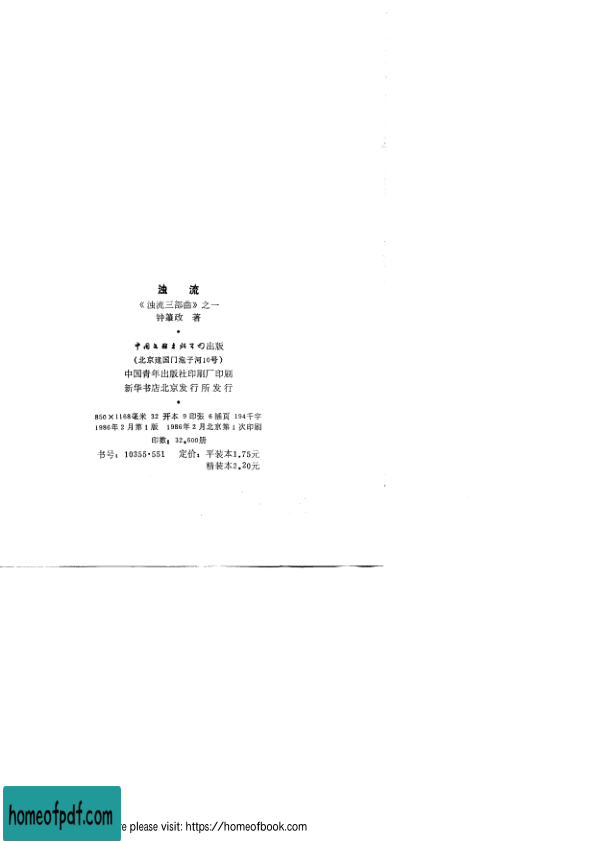 浊 流
《浊流三部曲》之一
钟肇政 著
中国文联出版公司出版
（北京建国门泡子河10号）
中国青年出版社印刷厂印刷
新华书店北京发行所发行
850×1168毫米 32 开本 9 印张 6 插页 194千字
1986年2月第1版 1986年2月北京第1次印刷
印数：32,600册
书号：10355·551 定价：平装本1.75元
精装本3.20元
homeofpdf.com
re please visit: https://homeofbook.com